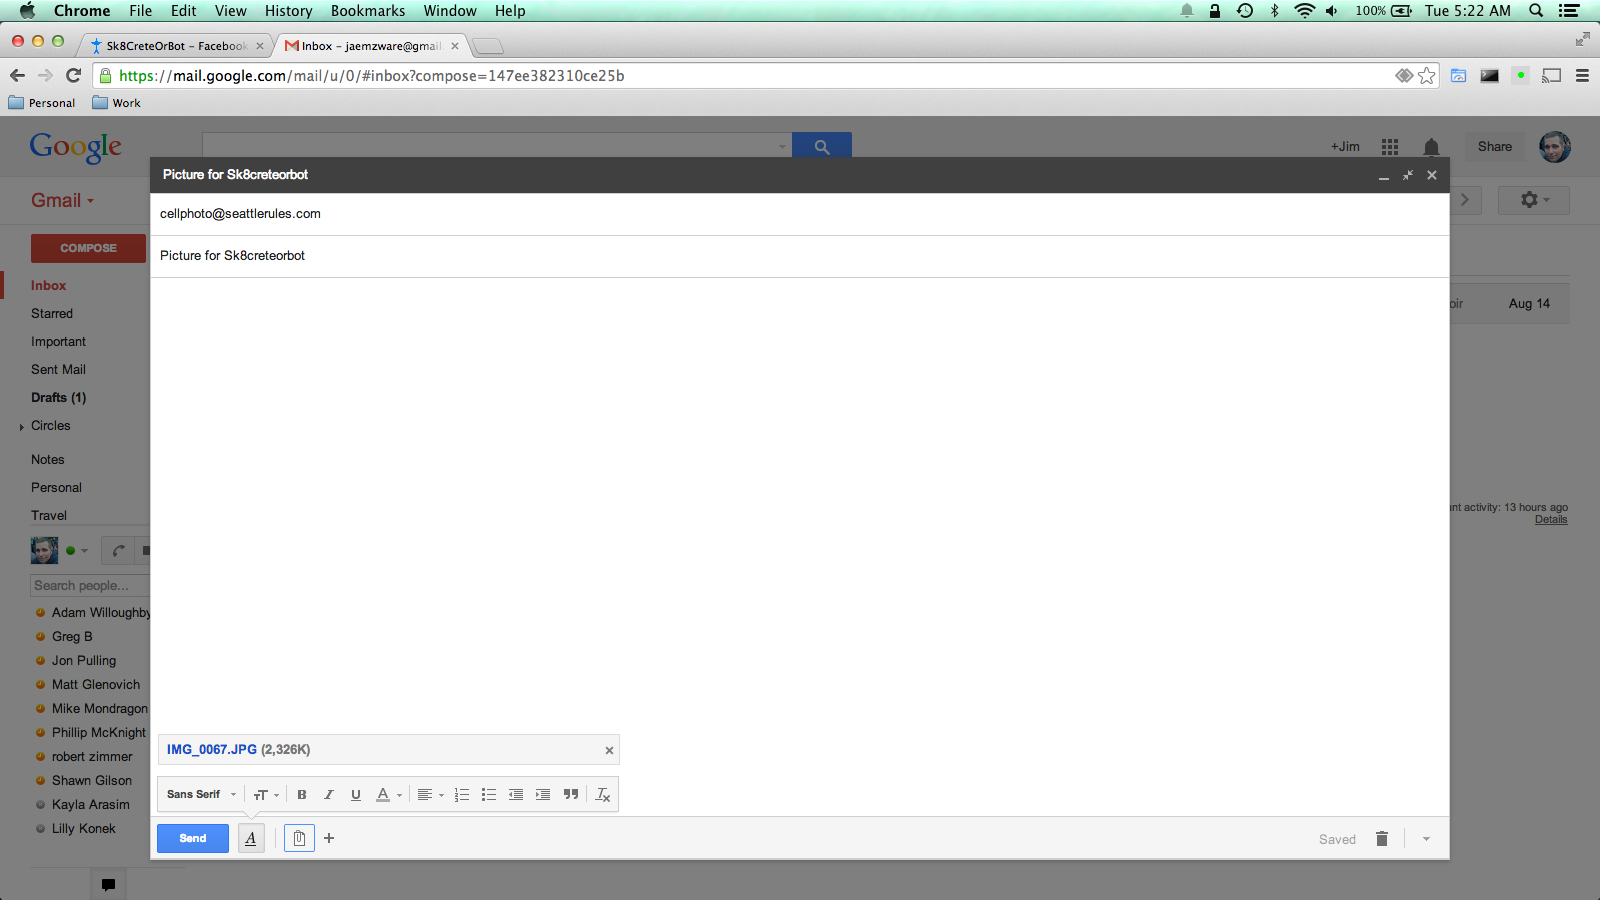 Chrome File Edit View History Bookmarks Window Help 100% Tue 5:22 AM
Sk8CreteOrBot – Facebook Inbox – jaemzware@gmail
https://mail.google.com/mail/u/0/#inbox?compose=147ee382310ce25b
Personal Work
Google +Jim Share
Picture for Sk8creteorbot
Gmail
cellphoto@seattlerules.com
COMPOSE
Picture for Sk8creteorbot
Inbox
Starred
oir Aug 14
Important
Sent Mail
Drafts (1)
Circles
Notes
Personal
Travel
nt activity: 13 hours ago
Details
Search people...
Adam Willoughby
Greg B
Jon Pulling
Matt Glenovich
Mike Mondragon
Phillip McKnight
robert zimmer
IMG_0067.JPG (2,326K)
Shawn Gilson
Sans Serif
Kayla Arasim
Lilly Konek
Send Saved